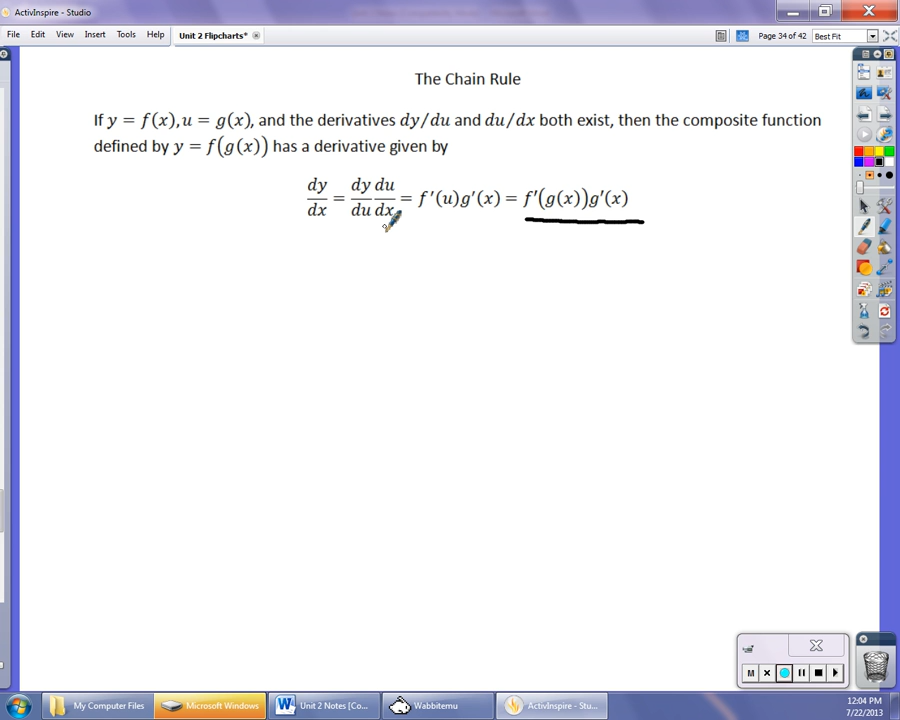 ActivInspire - Studio
File Edit View Insert Tools Help
Unit 2 Flipcharts*
Page 34 of 42
Best Fit
The Chain Rule
If y = f(x), u = g(x), and the derivatives dy/du and du/dx both exist, then the composite function
defined by y = f(g(x)) has a derivative given by
dy/dx = dy/du du/dx = f′(u)g′(x) = f′(g(x))g′(x)
M
My Computer Files
Microsoft Windows
Unit 2 Notes [Co...
Wabbitemu
ActivInspire - Stu...
12:04 PM
7/22/2013